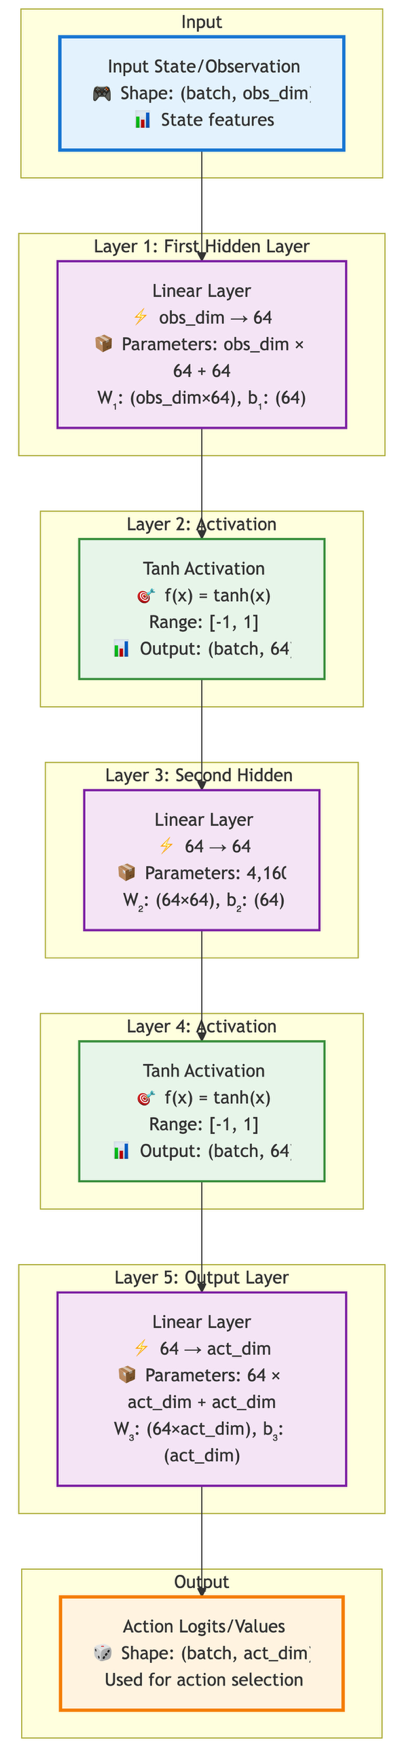 Input
Input State/Observation
🎮 Shape: (batch, obs_dim)
📊 State features
Layer 1: First Hidden Layer
Linear Layer
⚡ obs_dim → 64
📦 Parameters: obs_dim ×
64 + 64
W₁: (obs_dim×64), b₁: (64)
Layer 2: Activation
Tanh Activation
🎯 f(x) = tanh(x)
Range: [-1, 1]
📊 Output: (batch, 64)
Layer 3: Second Hidden
Linear Layer
⚡ 64 → 64
📦 Parameters: 4,160
W₂: (64×64), b₂: (64)
Layer 4: Activation
Tanh Activation
🎯 f(x) = tanh(x)
Range: [-1, 1]
📊 Output: (batch, 64)
Layer 5: Output Layer
Linear Layer
⚡ 64 → act_dim
📦 Parameters: 64 ×
act_dim + act_dim
W₃: (64×act_dim), b₃:
(act_dim)
Output
Action Logits/Values
🎲 Shape: (batch, act_dim)
Used for action selection